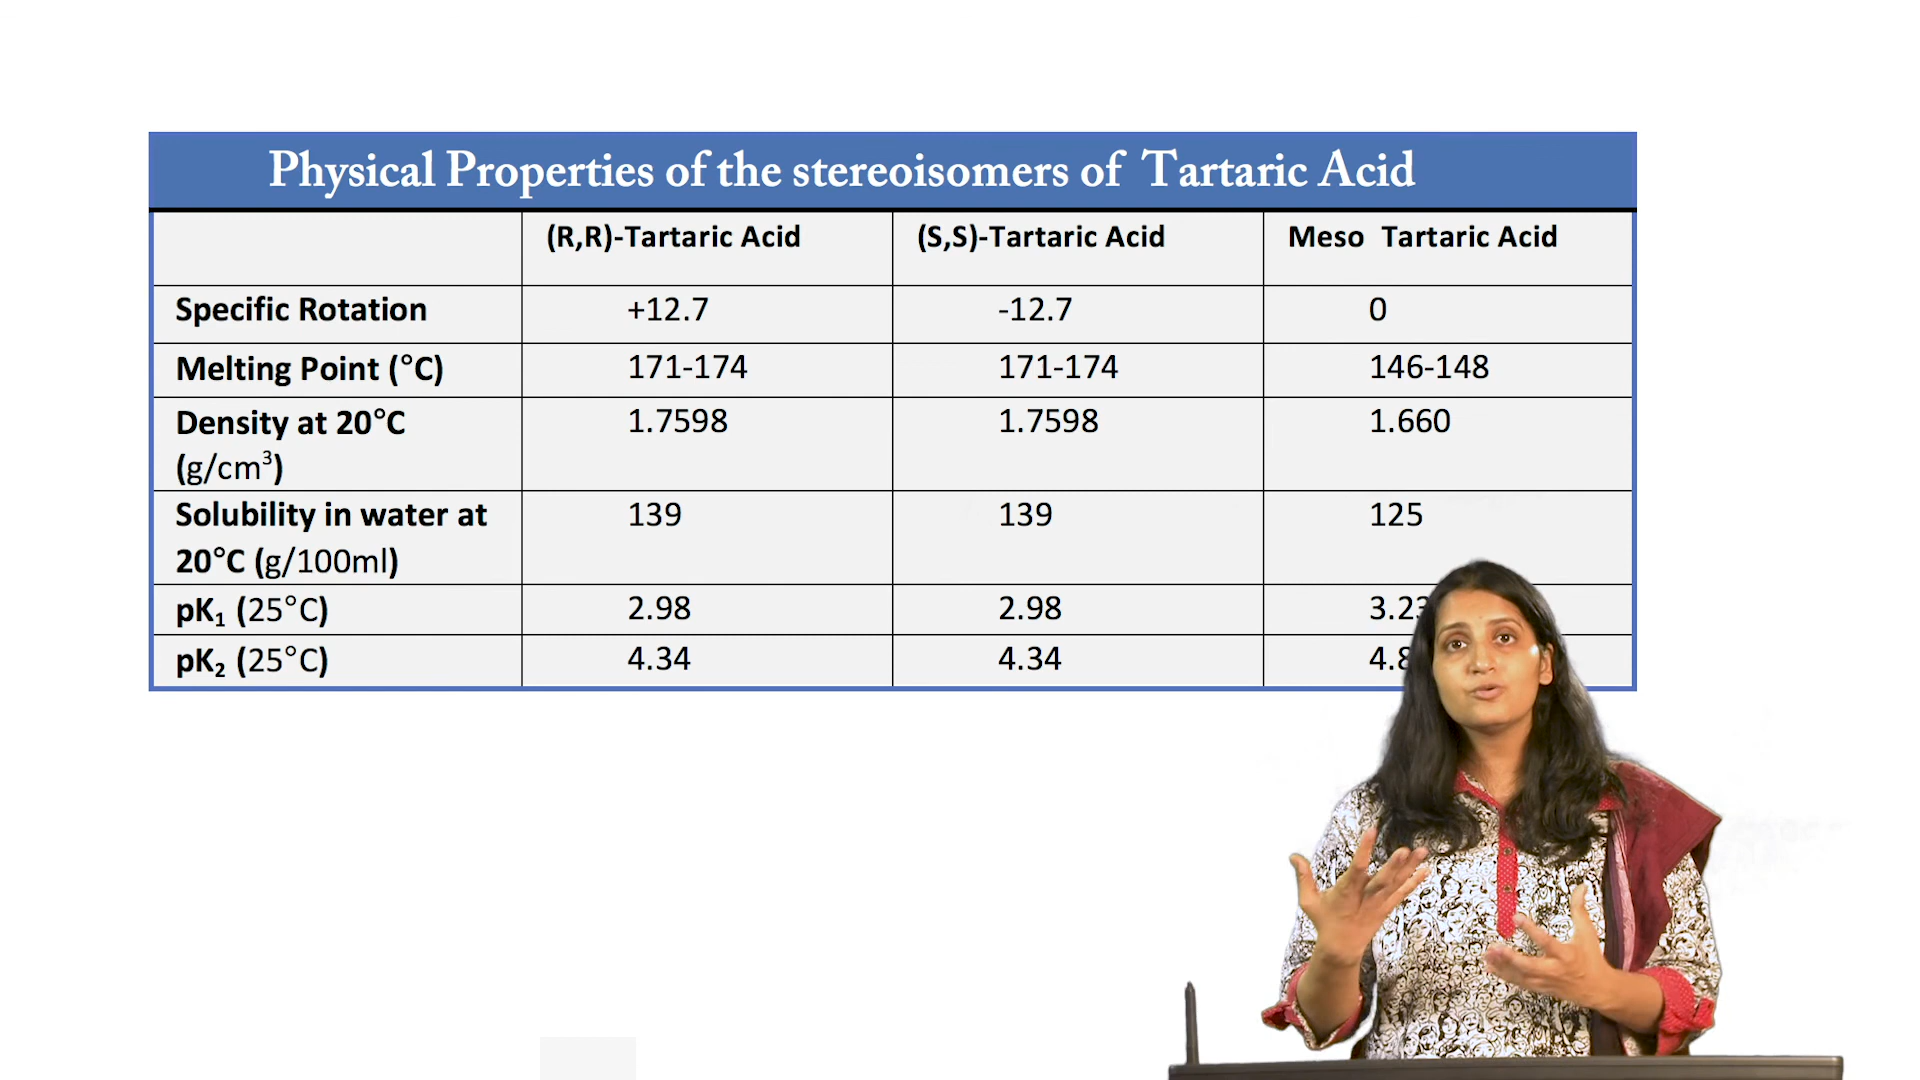 Physical Properties of the stereoisomers of Tartaric Acid
(R,R)-Tartaric Acid (S,S)-Tartaric Acid Meso Tartaric Acid
Specific Rotation +12.7 -12.7 0
Melting Point (°C) 171-174 171-174 146-148
Density at 20°C 1.7598 1.7598 1.660
(g/cm³)
Solubility in water at 139 139 125
20°C (g/100ml)
pK₁ (25°C) 2.98 2.98
pK₂ (25°C) 4.34 4.34